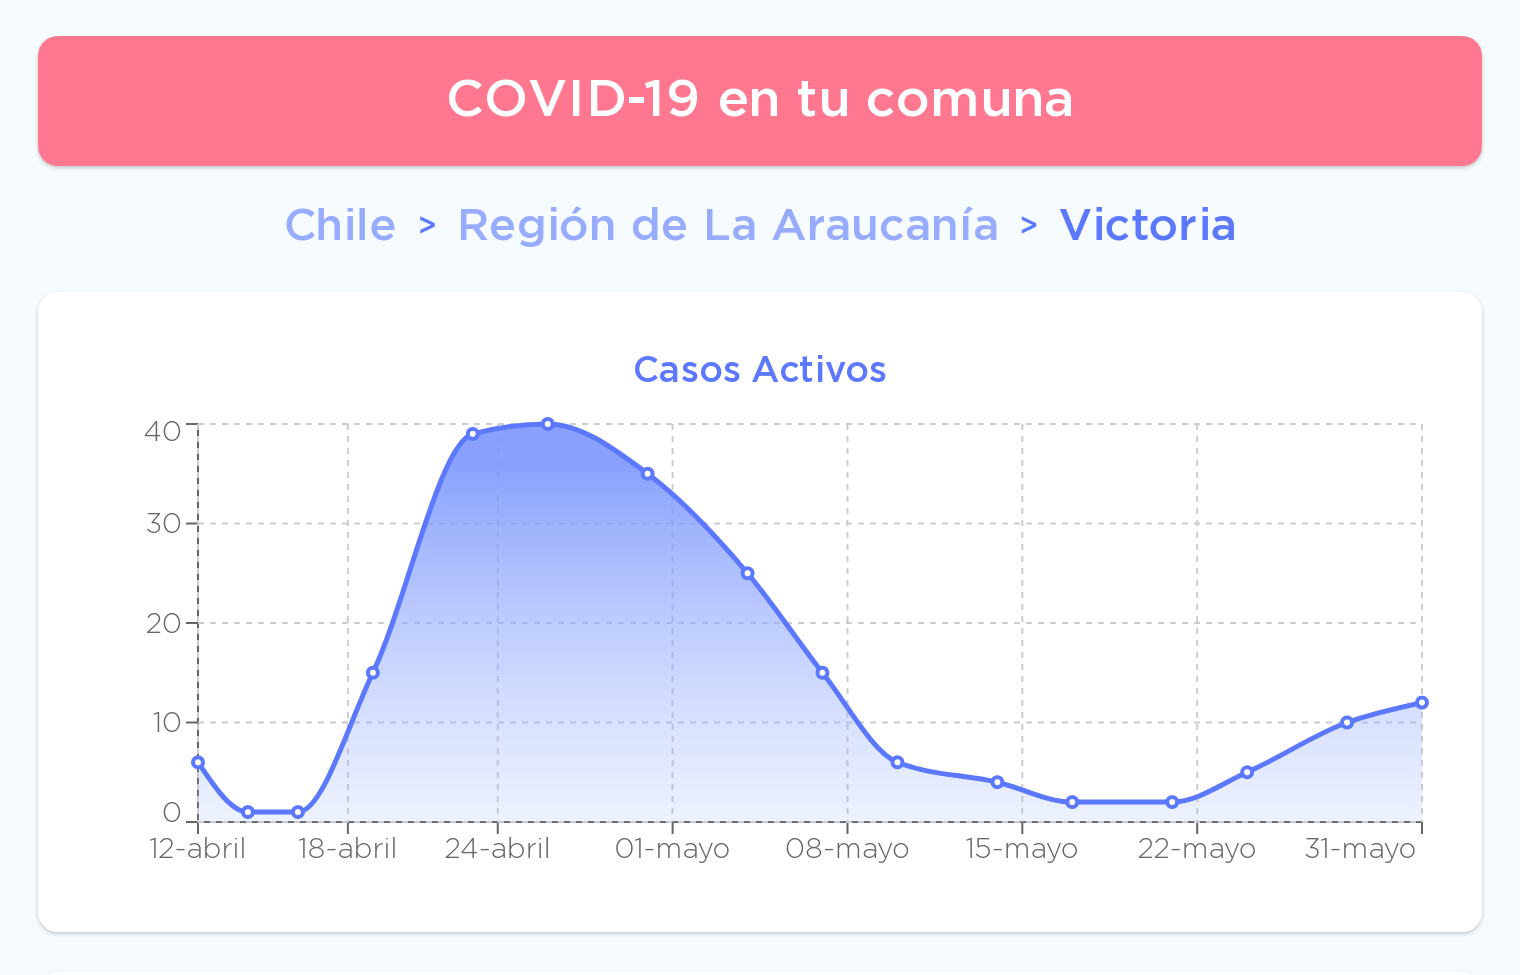 COVID-19 en tu comuna
Chile > Región de La Araucanía > Victoria
Casos Activos
40
30
20
10
0
12-abril 18-abril 24-abril 01-mayo 08-mayo 15-mayo 22-mayo 31-mayo